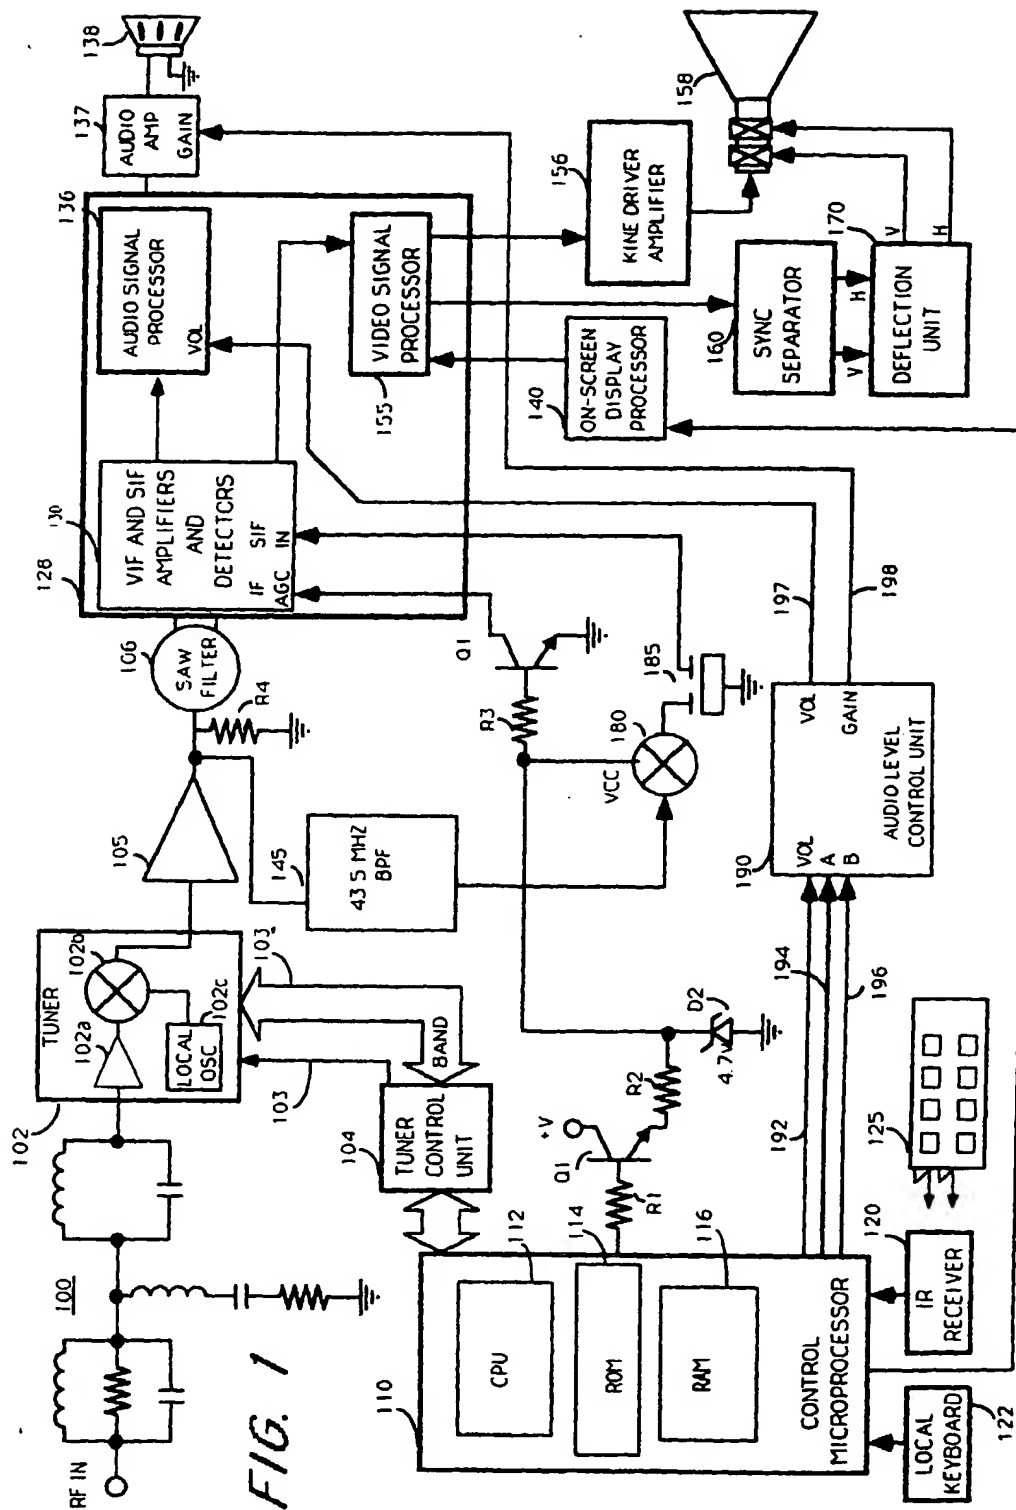 FIG. 1
RF IN
100
102
TUNER
102a
102b
LOCAL
OSC
102c
103
103
BAND
104
TUNER
CONTROL
UNIT
105
R4
106
SAW
FILTER
128
130
VIF AND SIF
AMPLIFIERS
AND
DETECTORS
IF
AGC
SIF
IN
136
AUDIO SIGNAL
PROCESSOR
VOL
137
AUDIO
AMP
GAIN
138
VIDEO SIGNAL
PROCESSOR
155
145
43 5 MHZ
BPF
Q1
R3
VCC
180
185
140
ON-SCREEN
DISPLAY
PROCESSOR
156
KINE DRIVER
AMPLIFIER
158
160
SYNC
SEPARATOR
V
H
170
DEFLECTION
UNIT
V
H
110
CPU
112
ROM
114
RAM
116
CONTROL
MICROPROCESSOR
R1
Q1
+V
R2
D2
4.7v
192
194
196
190
VOL
A
B
AUDIO LEVEL
CONTROL UNIT
VOL
GAIN
197
198
LOCAL
KEYBOARD
122
IR
RECEIVER
120
125